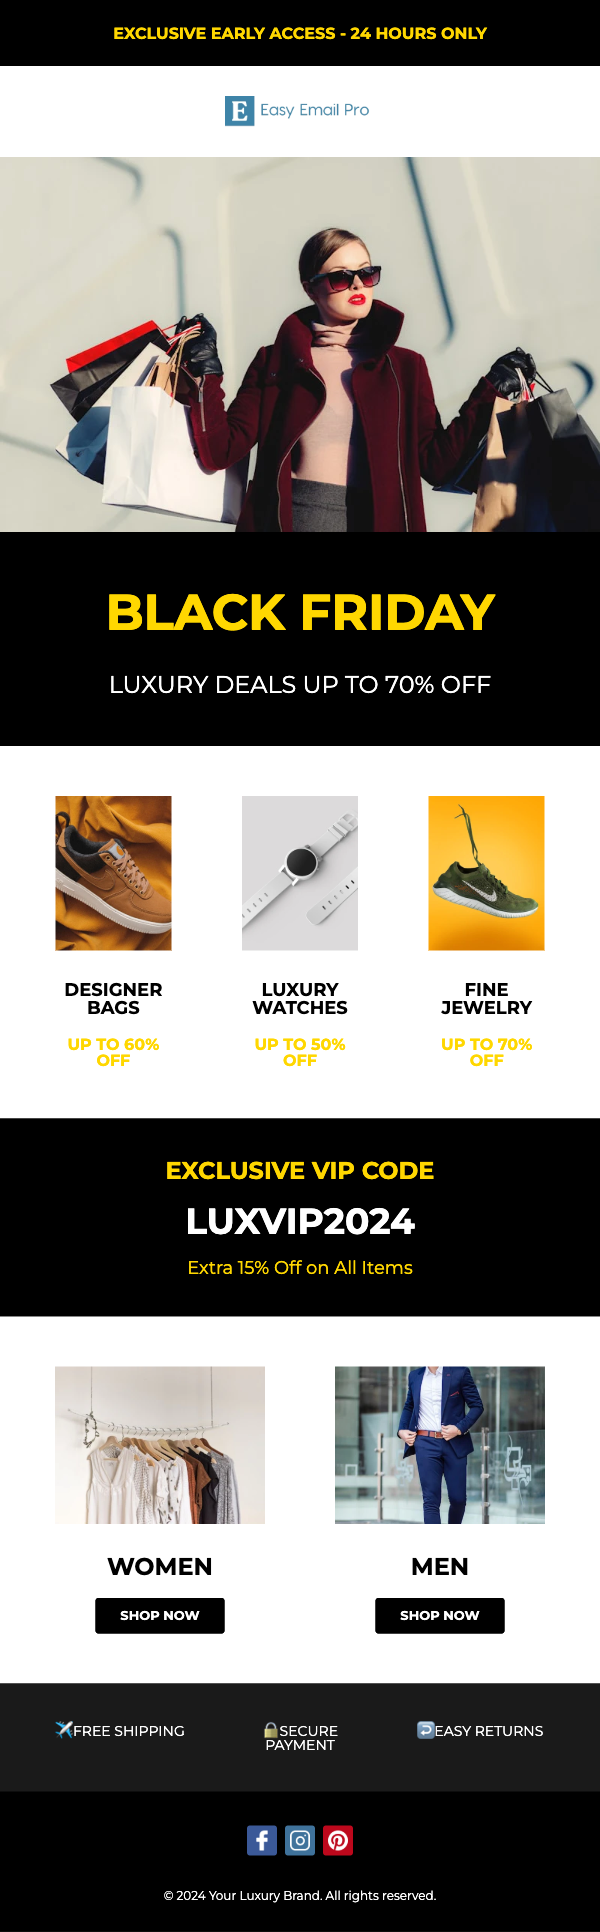 EXCLUSIVE EARLY ACCESS - 24 HOURS ONLY
E Easy Email Pro
BLACK FRIDAY
LUXURY DEALS UP TO 70% OFF
DESIGNER
BAGS
UP TO 60%
OFF
LUXURY
WATCHES
UP TO 50%
OFF
FINE
JEWELRY
UP TO 70%
OFF
EXCLUSIVE VIP CODE
LUXVIP2024
Extra 15% Off on All Items
WOMEN
SHOP NOW
MEN
SHOP NOW
FREE SHIPPING
SECURE
PAYMENT
EASY RETURNS
© 2024 Your Luxury Brand. All rights reserved.